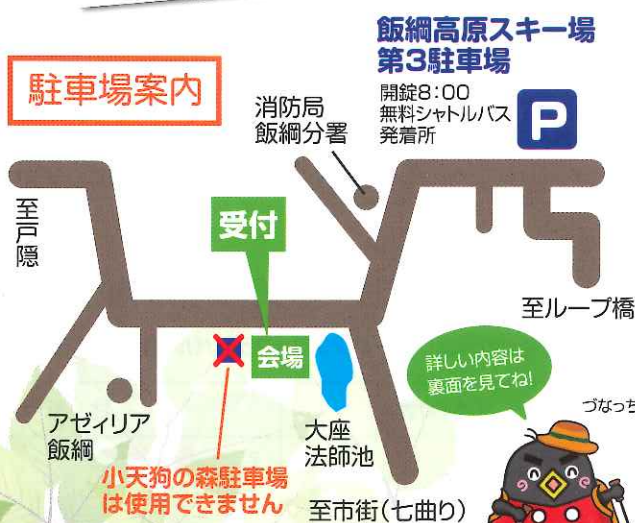 飯綱高原スキー場
第3駐車場
開錠8:00
無料シャトルバス
発着所
P
駐車場案内
消防局
飯綱分署
至戸隠
受付
至ループ橋
会場
詳しい内容は
裏面を見てね!
づなっち
アゼィリア
飯綱
大座
法師池
小天狗の森駐車場
は使用できません
至市街(七曲り)